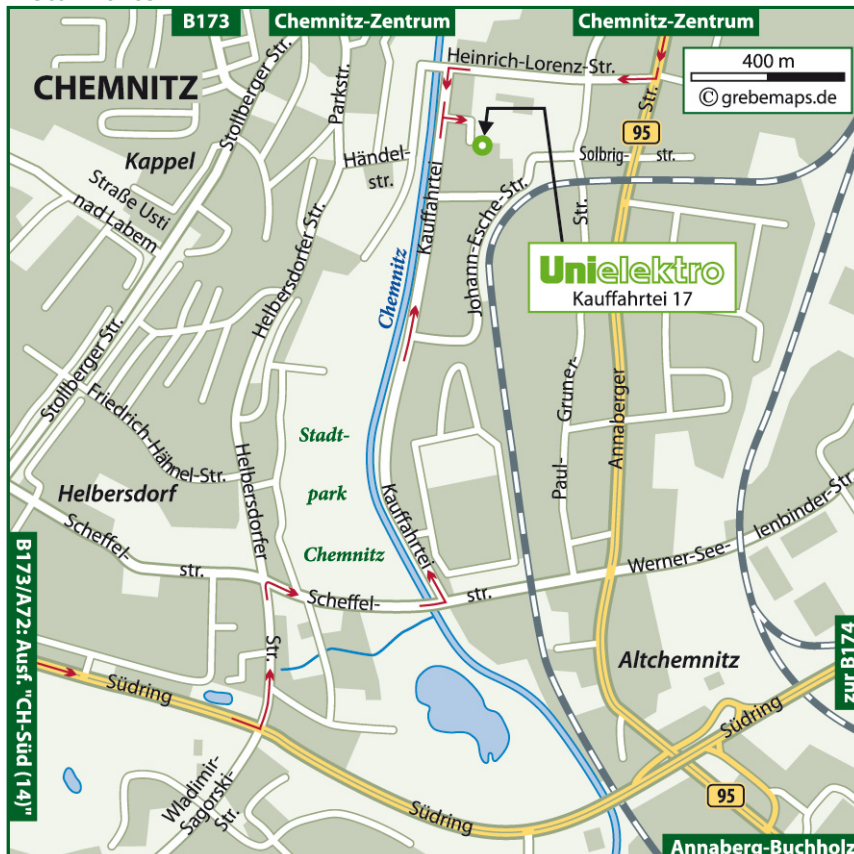 B173
Chemnitz-Zentrum
Chemnitz-Zentrum
CHEMNITZ
Stollberger Str.
Parkstr.
Heinrich-Lorenz-Str.
Str.
400 m
© grebemaps.de
95
Kappel
Händel-
str.
Solbrig-
str.
Straße Usti
nad Labem
Helbersdorfer Str.
Kauffahrtei
Johann-Esche-Str.
Str.
Chemnitz
Unielektro
Kauffahrtei 17
Stollberger Str.
Friedrich-Hähnel-Str.
Gruner-
Paul-
Annaberger
Stadt-
park
Chemnitz
Helbersdorf
Helbersdorfer
Kauffahrtei
Scheffel-
str.
Scheffel-
str.
Werner-See-
lenbinder-Str.
B173/A72: Ausf. "CH-Süd (14)"
Str.
Altchemnitz
zur B174
Südring
Südring
Wladimir-
Sagorski-
Str.
Südring
95
Annaberg-Buchholz